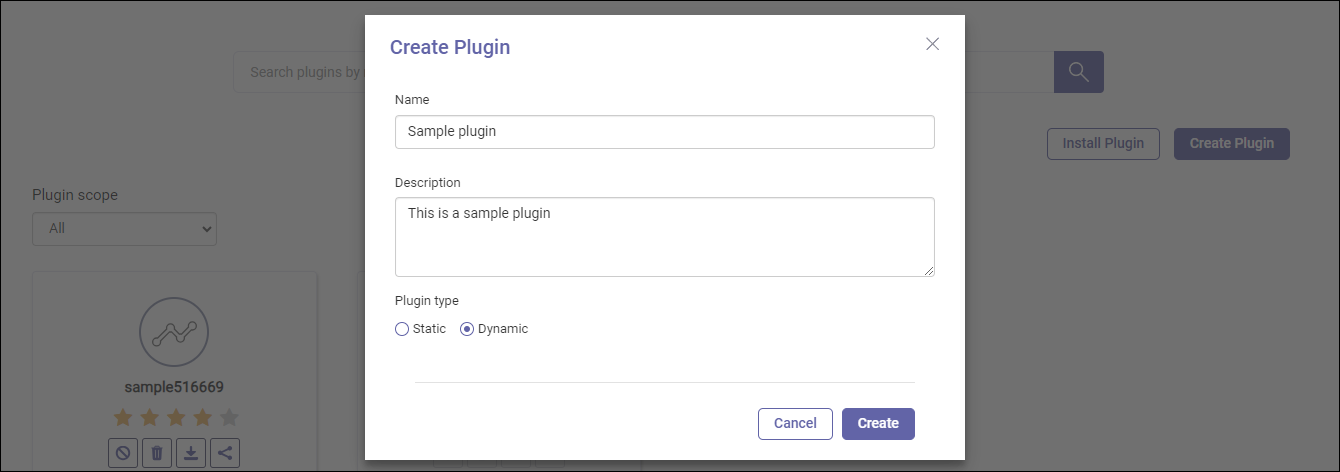 Create Plugin
Search plugins by
Name
Sample plugin
Install Plugin
Create Plugin
Description
Plugin scope
This is a sample plugin
All
Plugin type
Static
Dynamic
sample516669
Cancel
Create